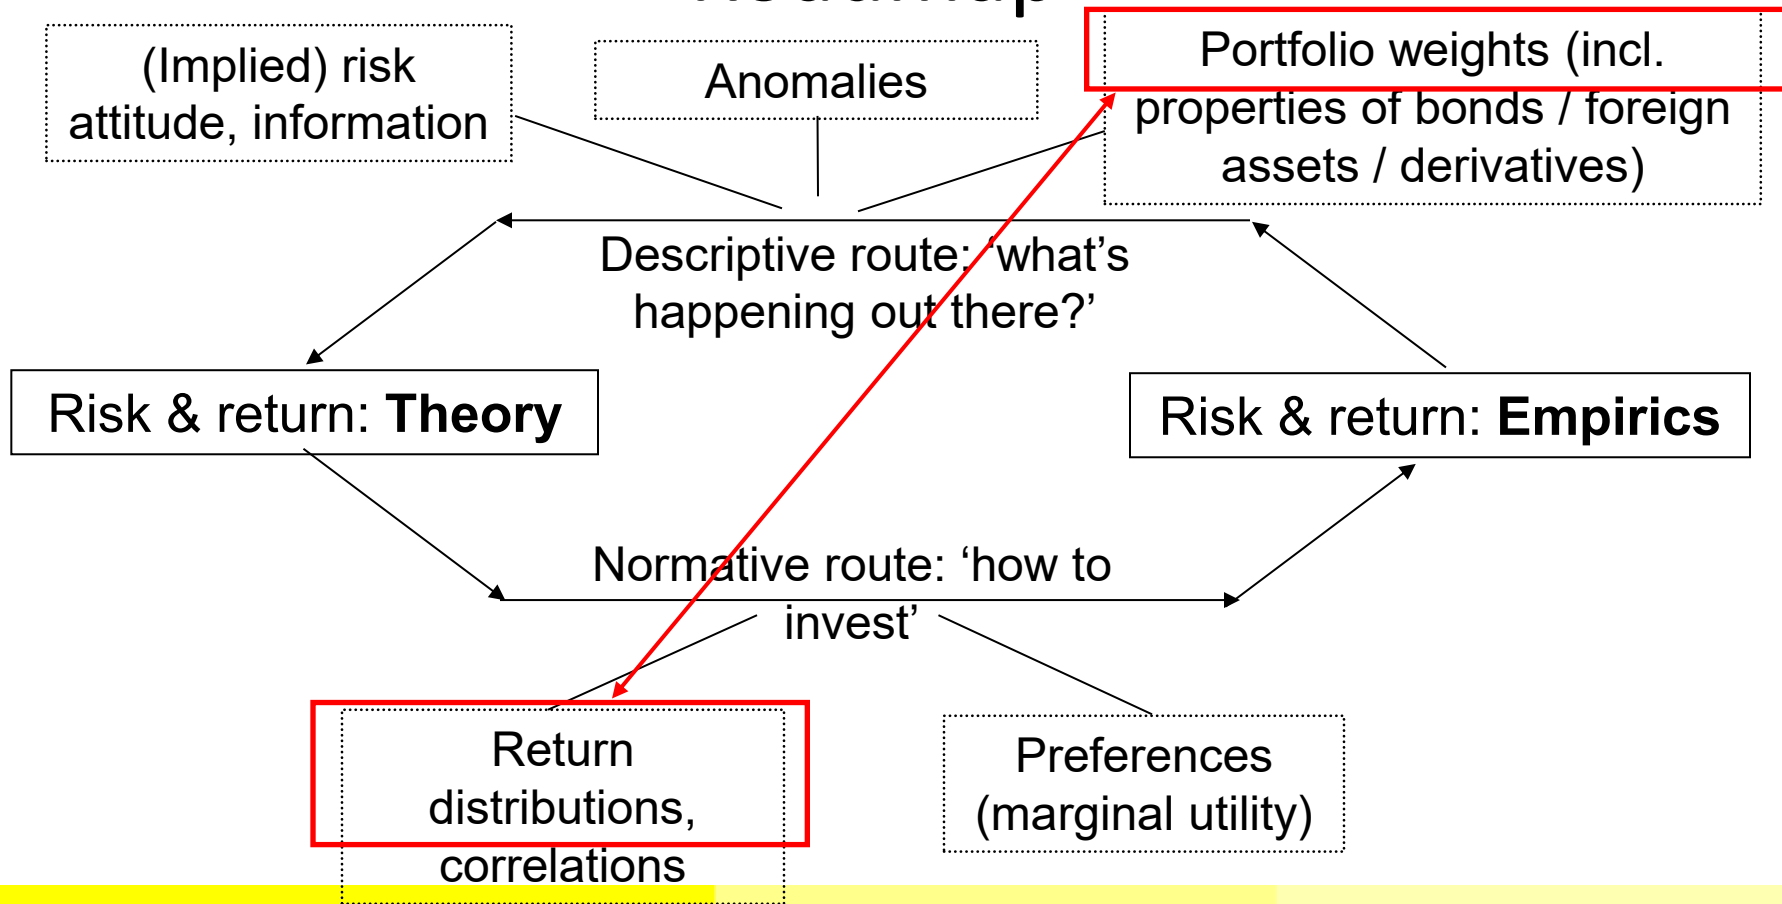 Roadmap
(Implied) risk
attitude, information
Anomalies
Portfolio weights (incl.
properties of bonds / foreign
assets / derivatives)
Descriptive route: ‘what’s
happening out there?’
Risk & return: Theory
Risk & return: Empirics
Normative route: ‘how to
invest’
Return
distributions,
correlations
Preferences
(marginal utility)